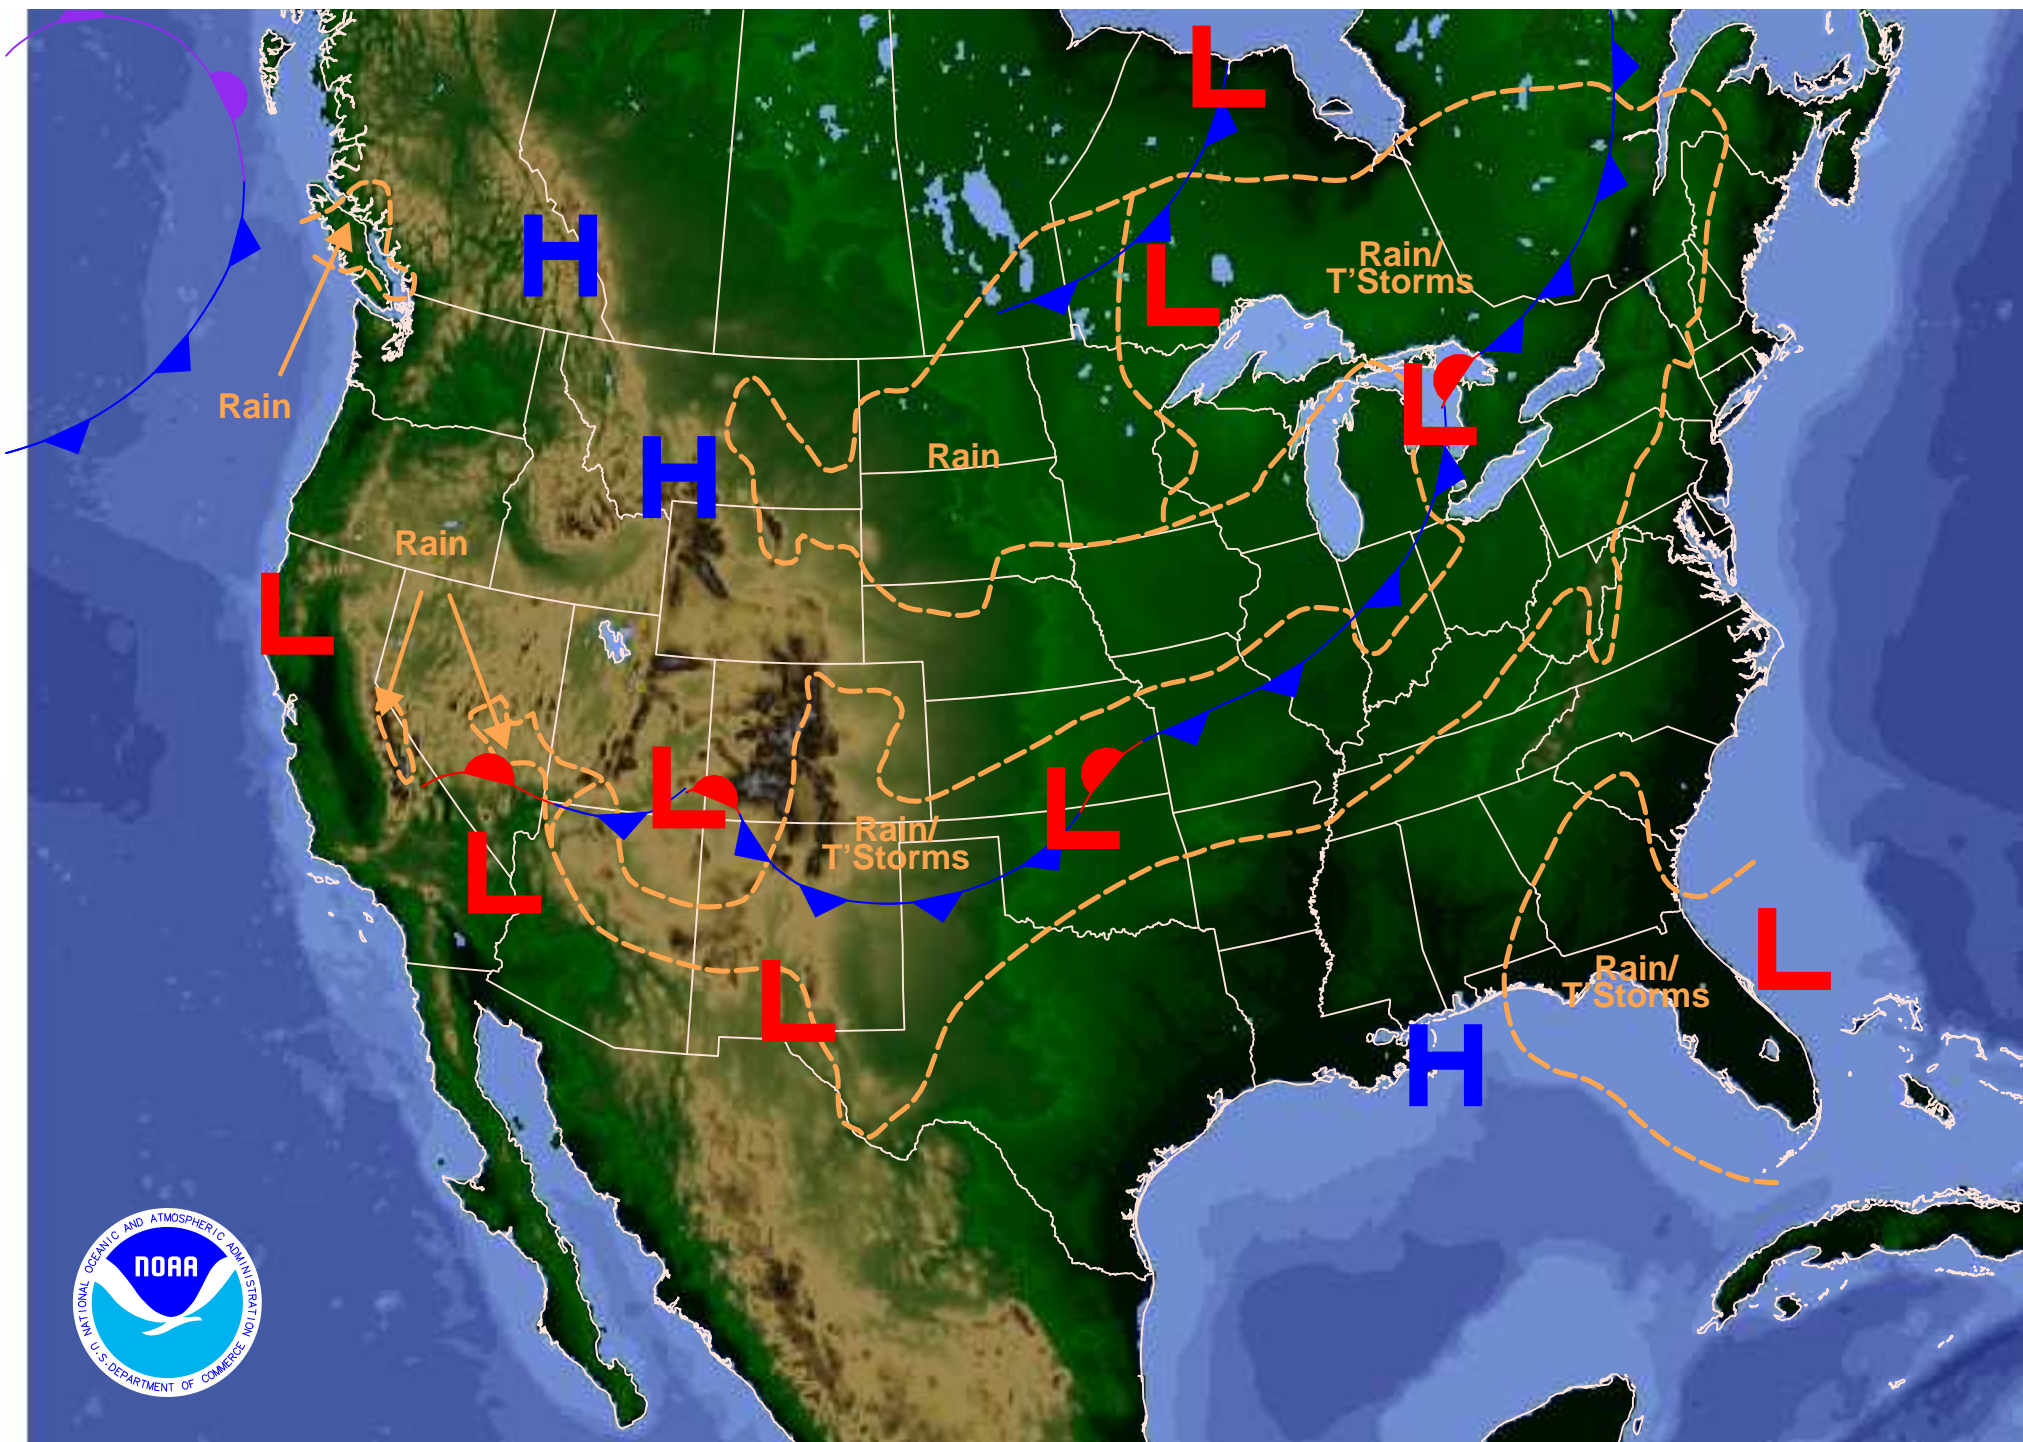 L
L
H
Rain/
T'Storms
L
Rain
L
H
Rain
Rain
L
L
L
Rain/
T'Storms
L
L
L
Rain/
T'Storms
L
H
NATIONAL OCEANIC AND ATMOSPHERIC ADMINISTRATION
NOAA
U.S. DEPARTMENT OF COMMERCE